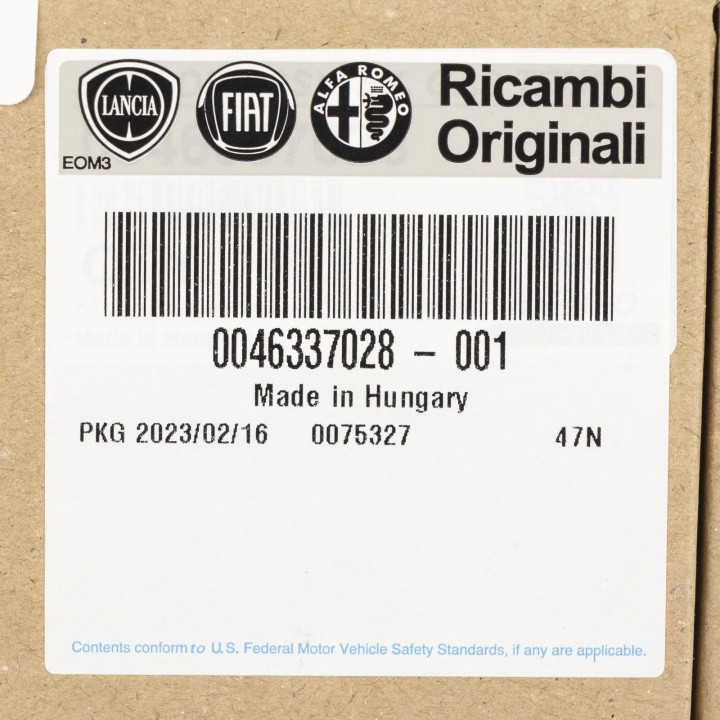 LANCIA
FIAT
ALFA ROMEO
Ricambi
Originali
EOM3
0046337028 - 001
Made in Hungary
PKG 2023/02/16 0075327 47N
Contents conform to U.S. Federal Motor Vehicle Safety Standards, if any are applicable.